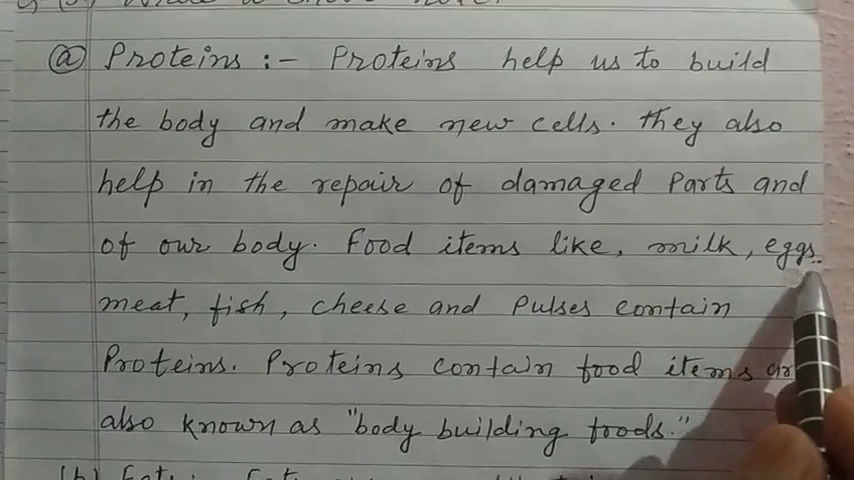 (a) Proteins :- Proteins help us to build
the body and make new cells. they also
help in the repair of damaged parts and
of our body. Food items like, milk, eggs.
meat, fish, cheese and pulses contain
Proteins. Proteins contain food items ar
also known as "body building foods."
(b)